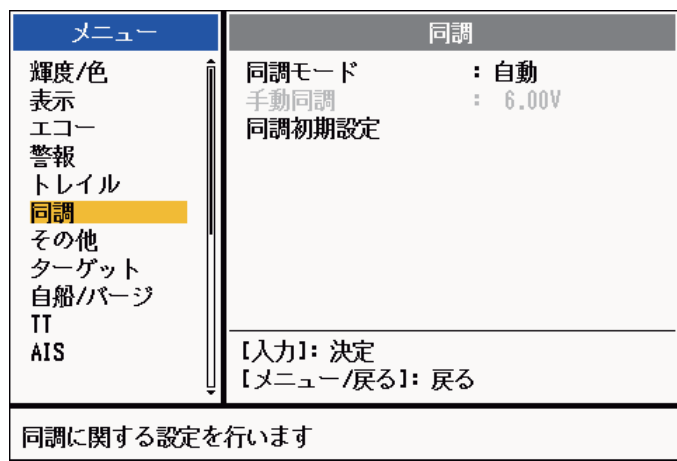 メニュー
輝度/色
表示
エコー
警報
トレイル
同調
その他
ターゲット
自船/バージ
TT
AIS
同調
同調モード : 自動
手動同調 : 6.00V
同調初期設定
[入力]: 決定
[メニュー/戻る]: 戻る
同調に関する設定を行います